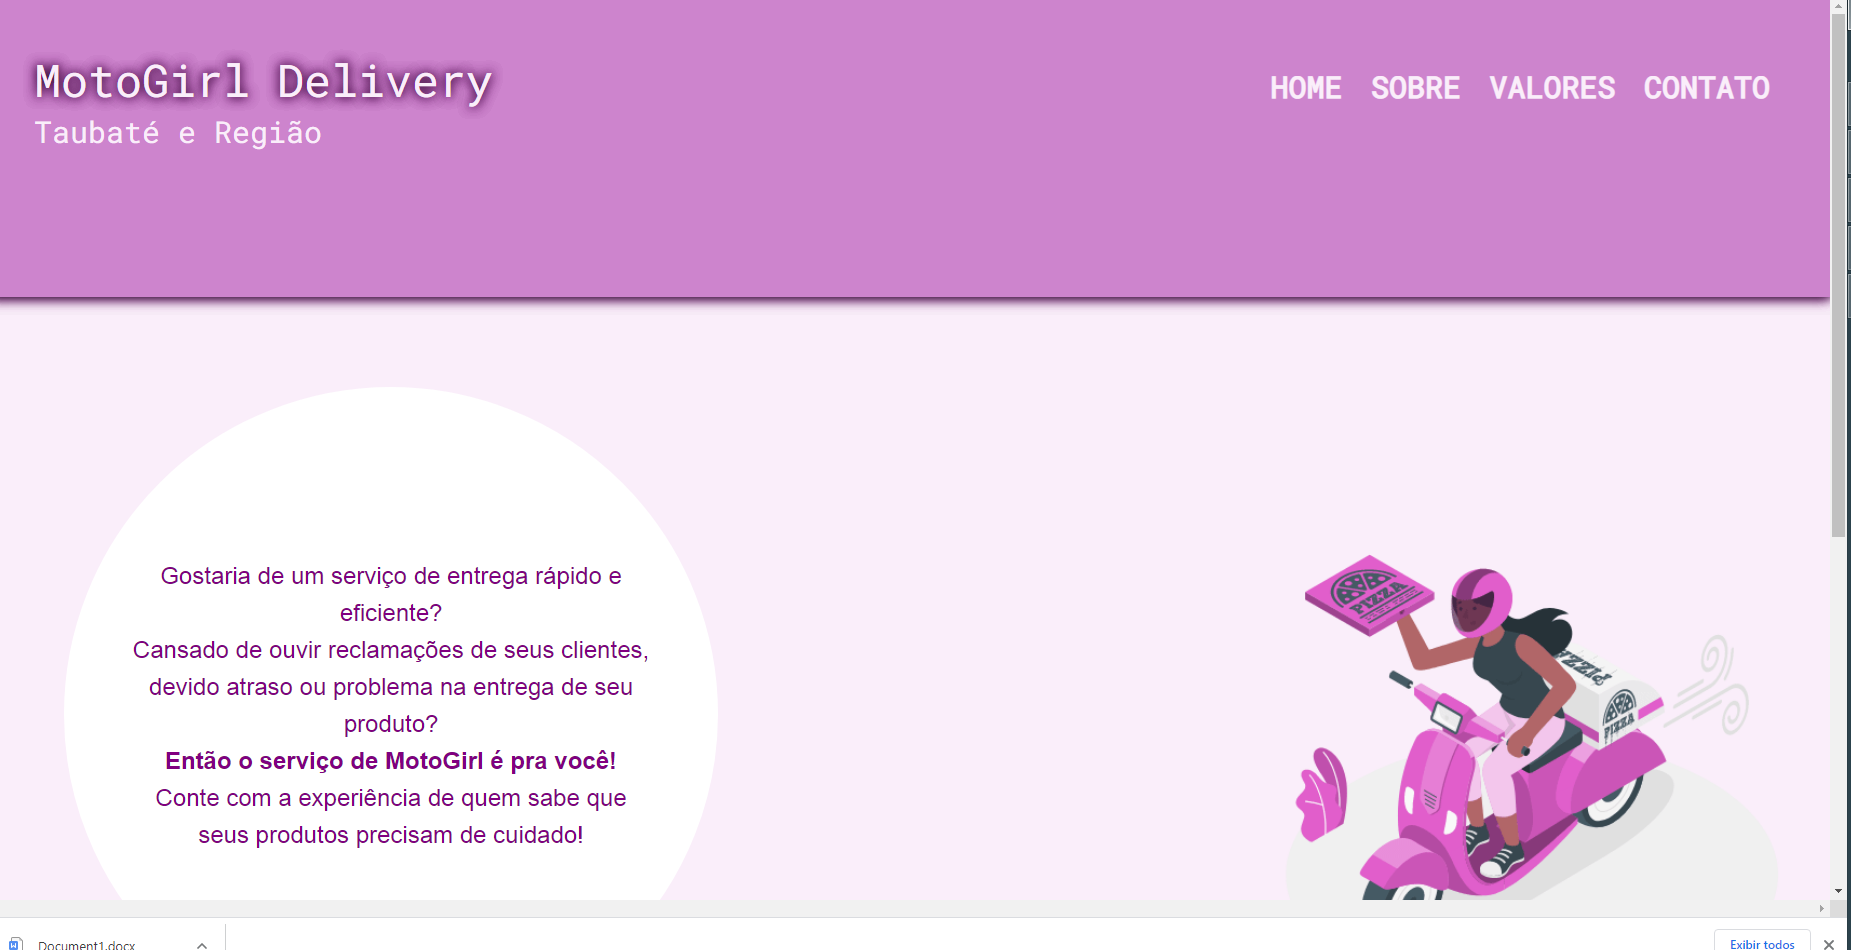 MotoGirl Delivery
Taubaté e Região
HOME SOBRE VALORES CONTATO
Gostaria de um serviço de entrega rápido e
eficiente?
Cansado de ouvir reclamações de seus clientes,
devido atraso ou problema na entrega de seu
produto?
Então o serviço de MotoGirl é pra você!
Conte com a experiência de quem sabe que
seus produtos precisam de cuidado!
PIZZA
PIZZA
PIZZA
Document1.docx
Exibir todos